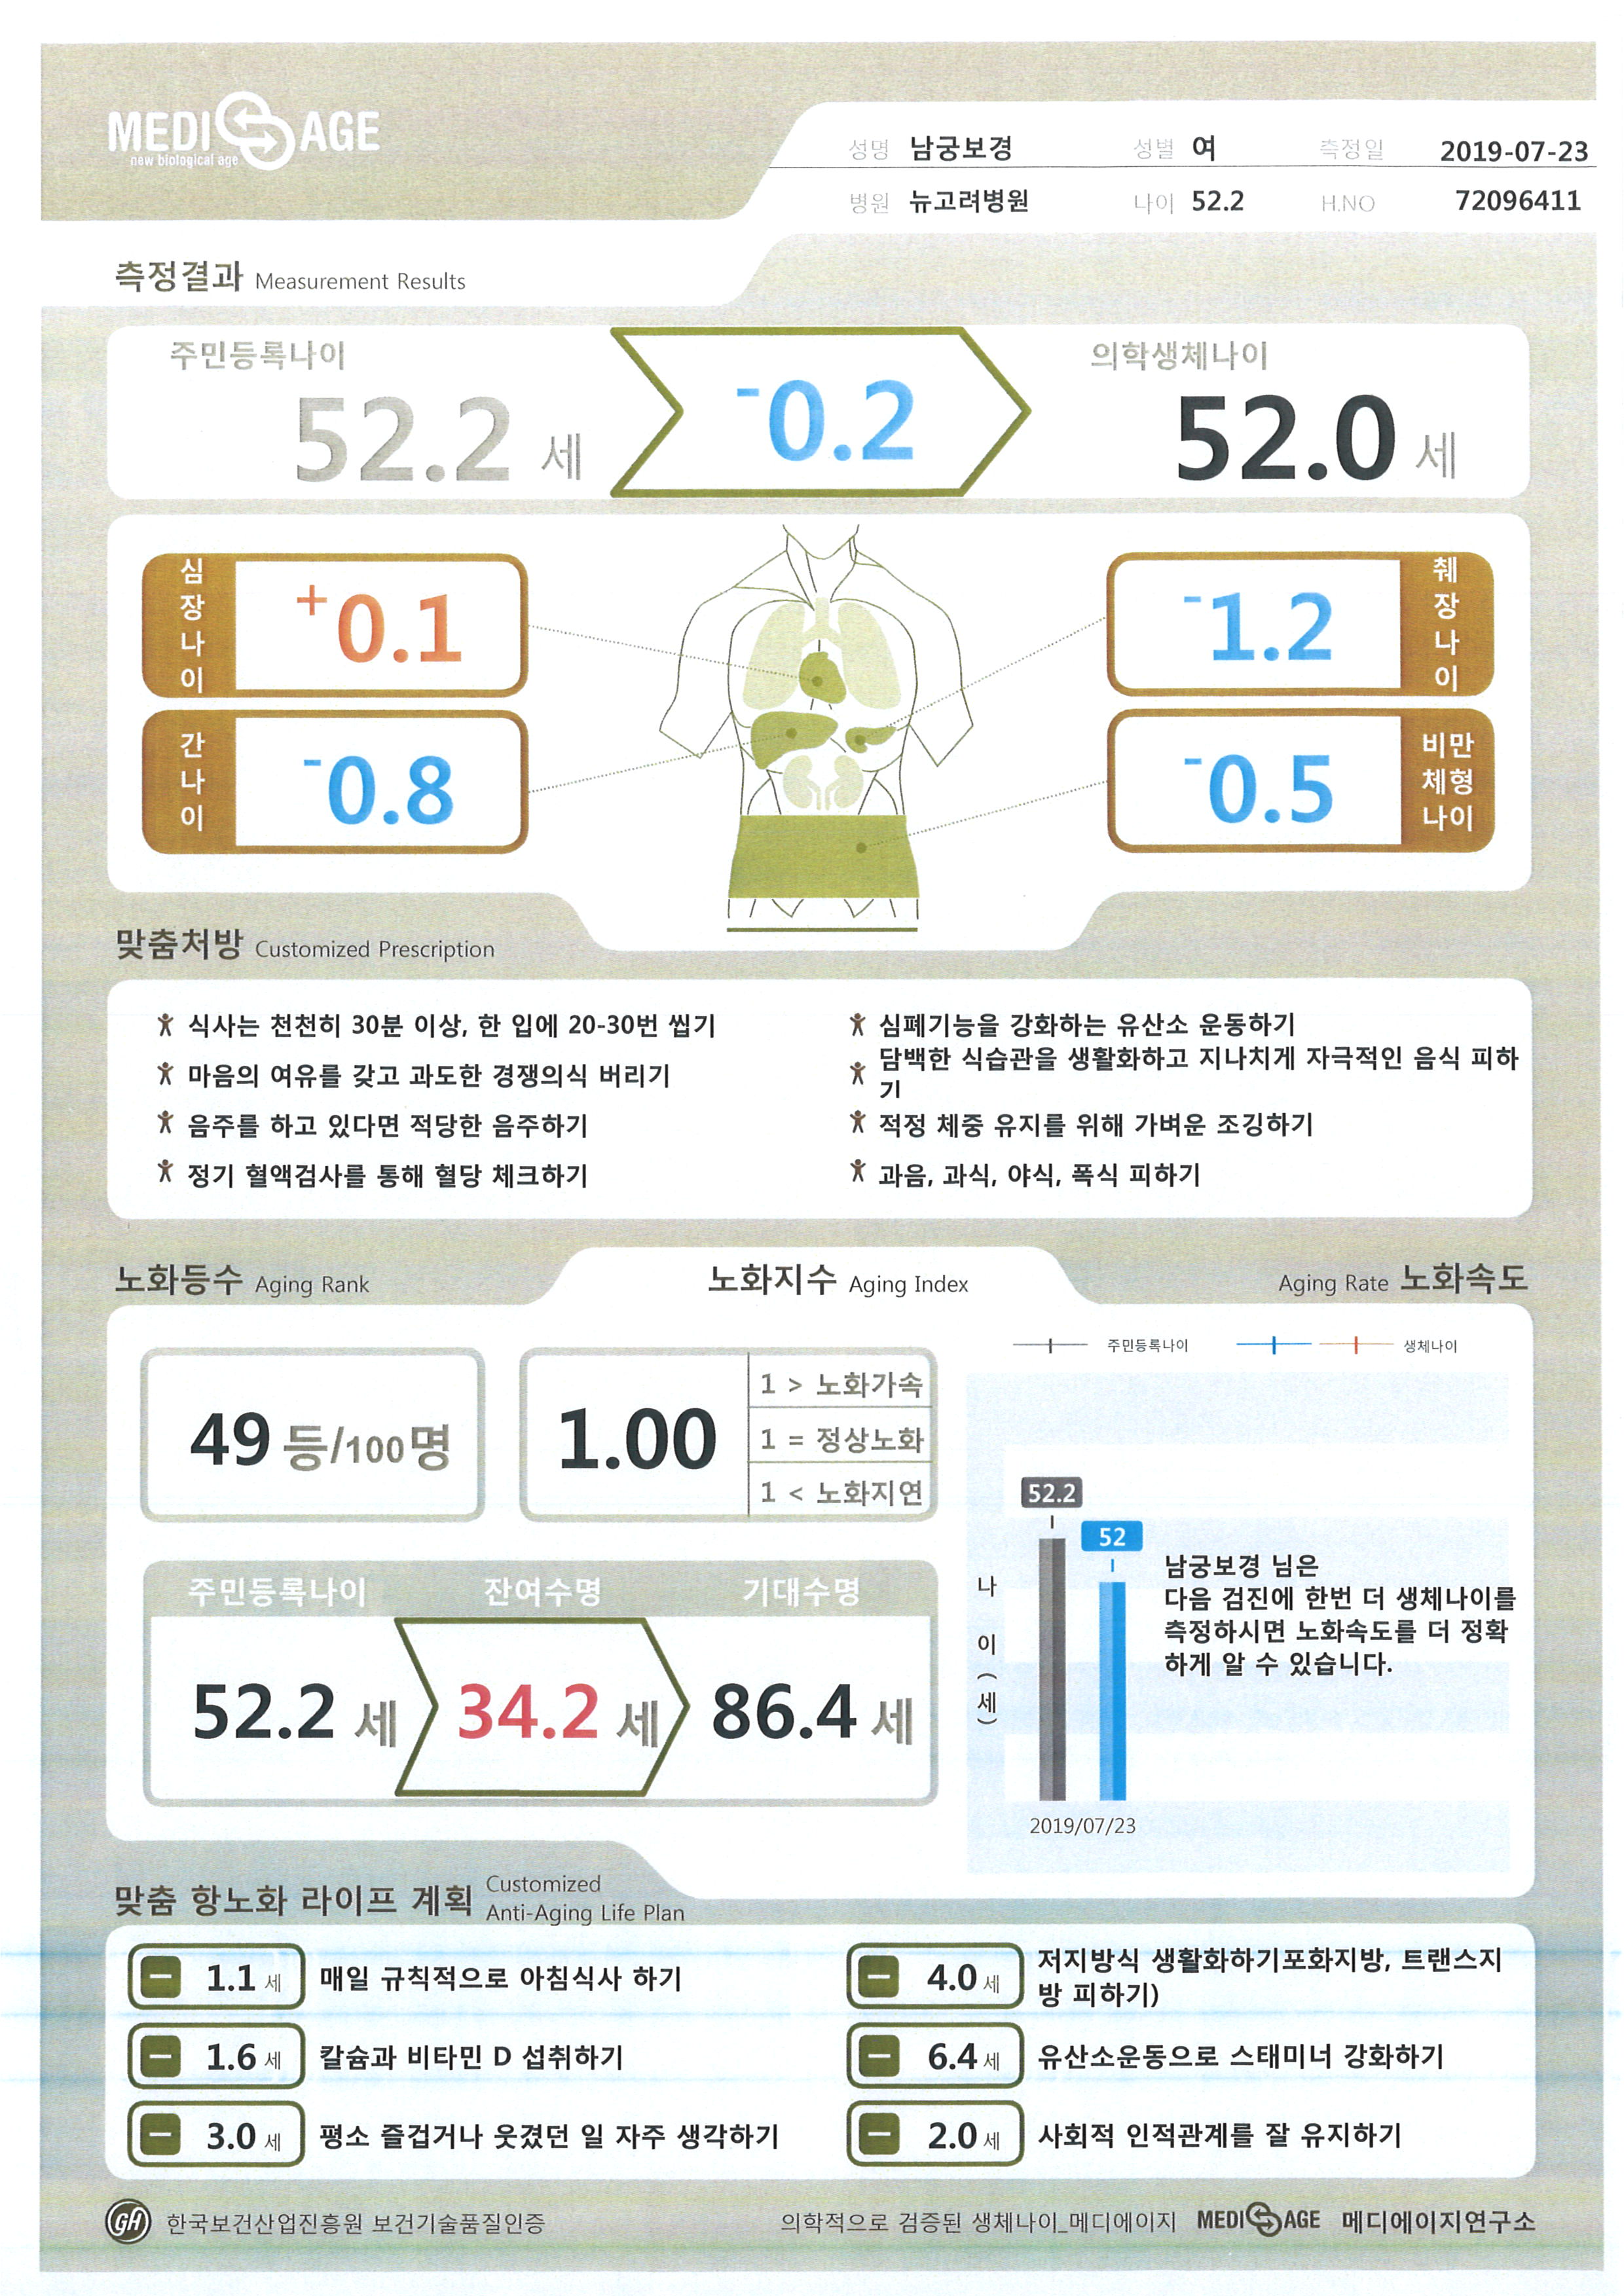 MEDI AGE
new biological age
성명 남궁보경 성별 여 측정일 2019-07-23
병원 뉴고려병원 나이 52.2 H.NO 72096411
측정결과 Measurement Results
주민등록나이
52.2 세
-0.2
의학생체나이
52.0 세
심장나이
+0.1
췌장나이
-1.2
간나이
-0.8
비만
체형
나이
-0.5
맞춤처방 Customized Prescription
식사는 천천히 30분 이상, 한 입에 20-30번 씹기
마음의 여유를 갖고 과도한 경쟁의식 버리기
음주를 하고 있다면 적당한 음주하기
정기 혈액검사를 통해 혈당 체크하기
심폐기능을 강화하는 유산소 운동하기
담백한 식습관을 생활화하고 지나치게 자극적인 음식 피하
기
적정 체중 유지를 위해 가벼운 조깅하기
과음, 과식, 야식, 폭식 피하기
노화등수 Aging Rank
49 등/100명
노화지수 Aging Index
1.00
1 > 노화가속
1 = 정상노화
1 < 노화지연
주민등록나이 잔여수명 기대수명
52.2 세 34.2 세 86.4 세
Aging Rate 노화속도
주민등록나이 생체나이
52.2
52
나이(세)
2019/07/23
남궁보경 님은
다음 검진에 한번 더 생체나이를
측정하시면 노화속도를 더 정확
하게 알 수 있습니다.
맞춤 항노화 라이프 계획 Customized
Anti-Aging Life Plan
- 1.1 세 매일 규칙적으로 아침식사 하기
- 1.6 세 칼슘과 비타민 D 섭취하기
- 3.0 세 평소 즐겁거나 웃겼던 일 자주 생각하기
- 4.0 세 저지방식 생활화하기포화지방, 트랜스지
방 피하기)
- 6.4 세 유산소운동으로 스태미너 강화하기
- 2.0 세 사회적 인적관계를 잘 유지하기
GH 한국보건산업진흥원 보건기술품질인증
의학적으로 검증된 생체나이_메디에이지 MEDI AGE 메디에이지연구소